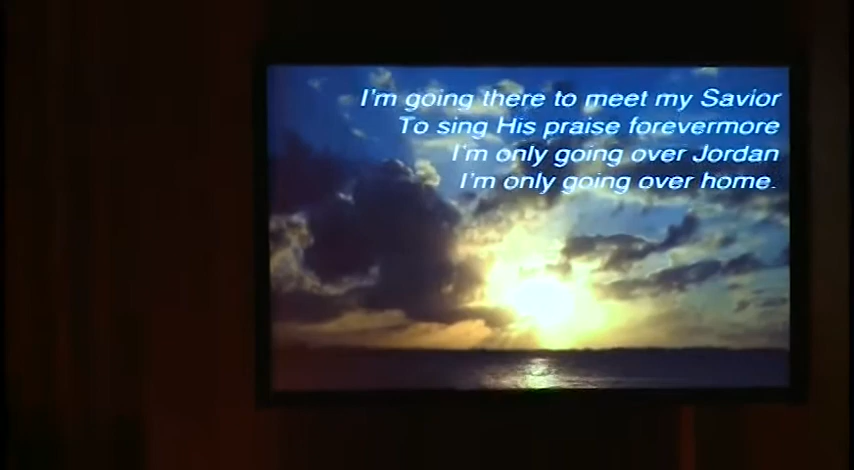 I'm going there to meet my Savior
To sing His praise forevermore
I'm only going over Jordan
I'm only going over home.